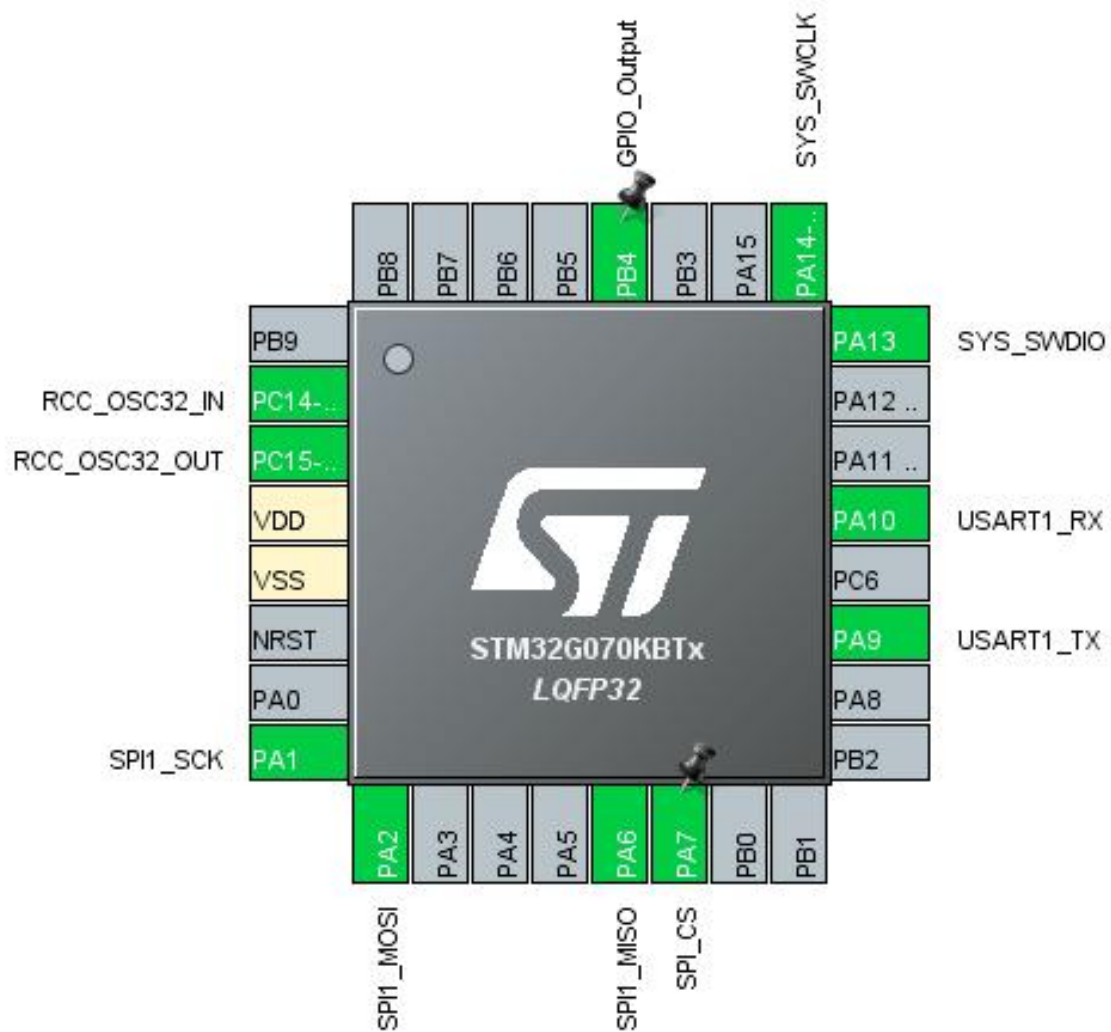 GPIO_Output
SYS_SWCLK
PB8
PB7
PB6
PB5
PB4
PB3
PA15
PA14-..
PB9
RCC_OSC32_IN PC14-..
RCC_OSC32_OUT PC15-..
VDD
VSS
NRST
PA0
SPI1_SCK PA1
PA13 SYS_SWDIO
PA12 ..
PA11 ..
PA10 USART1_RX
PC6
PA9 USART1_TX
PA8
PB2
ST
STM32G070KBTx
LQFP32
PA2
PA3
PA4
PA5
PA6
PA7
PB0
PB1
SPI1_MOSI
SPI1_MISO
SPI_CS